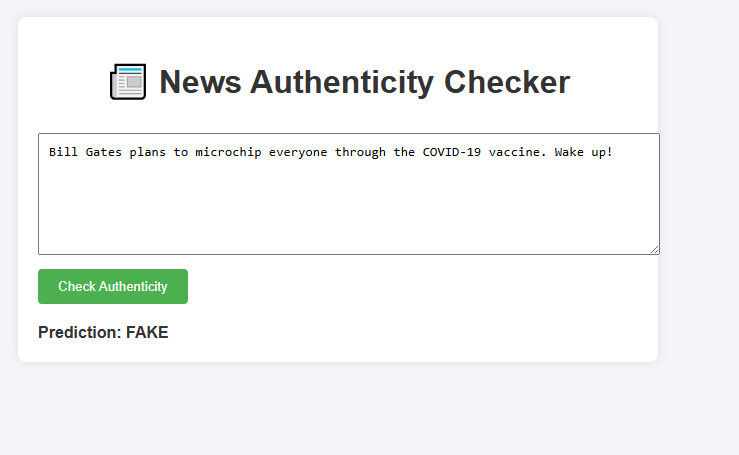 News Authenticity Checker
Bill Gates plans to microchip everyone through the COVID-19 vaccine. Wake up!
Check Authenticity
Prediction: FAKE